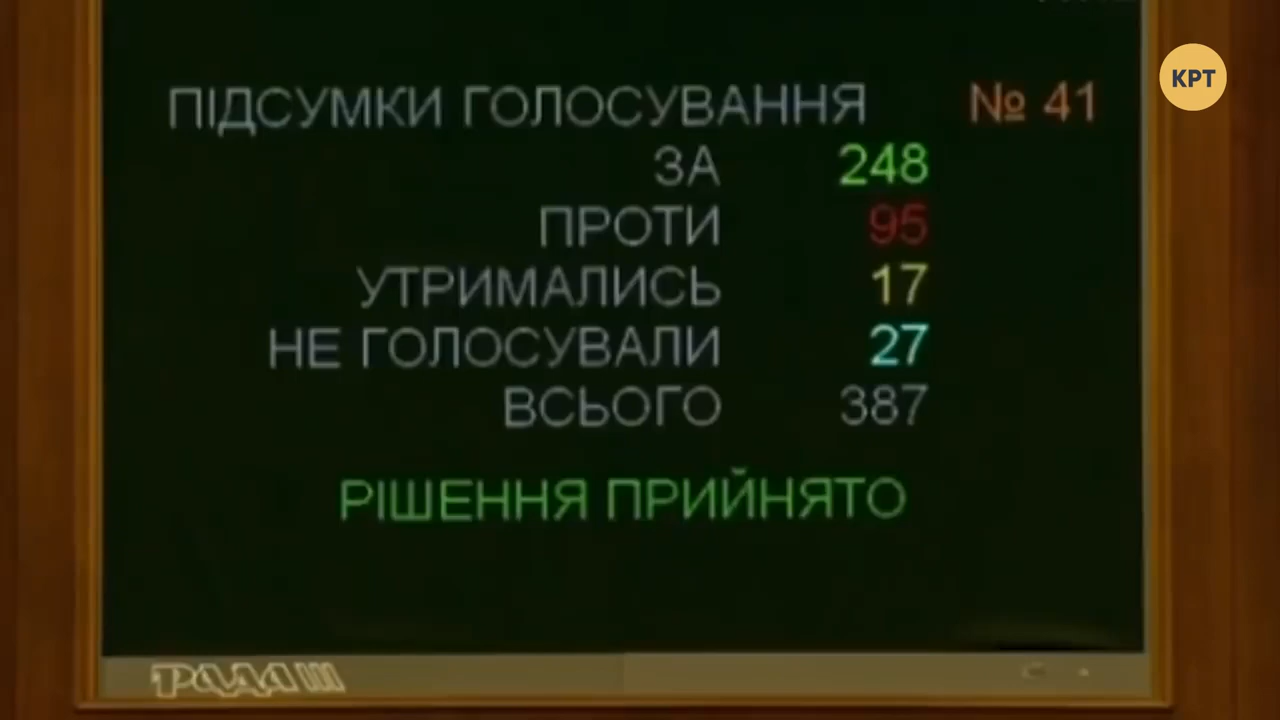 ПІДСУМКИ ГОЛОСУВАННЯ № 41
ЗА 248
ПРОТИ 95
УТРИМАЛИСЬ 17
НЕ ГОЛОСУВАЛИ 27
ВСЬОГО 387
РІШЕННЯ ПРИЙНЯТО
РАДА III
КРТ